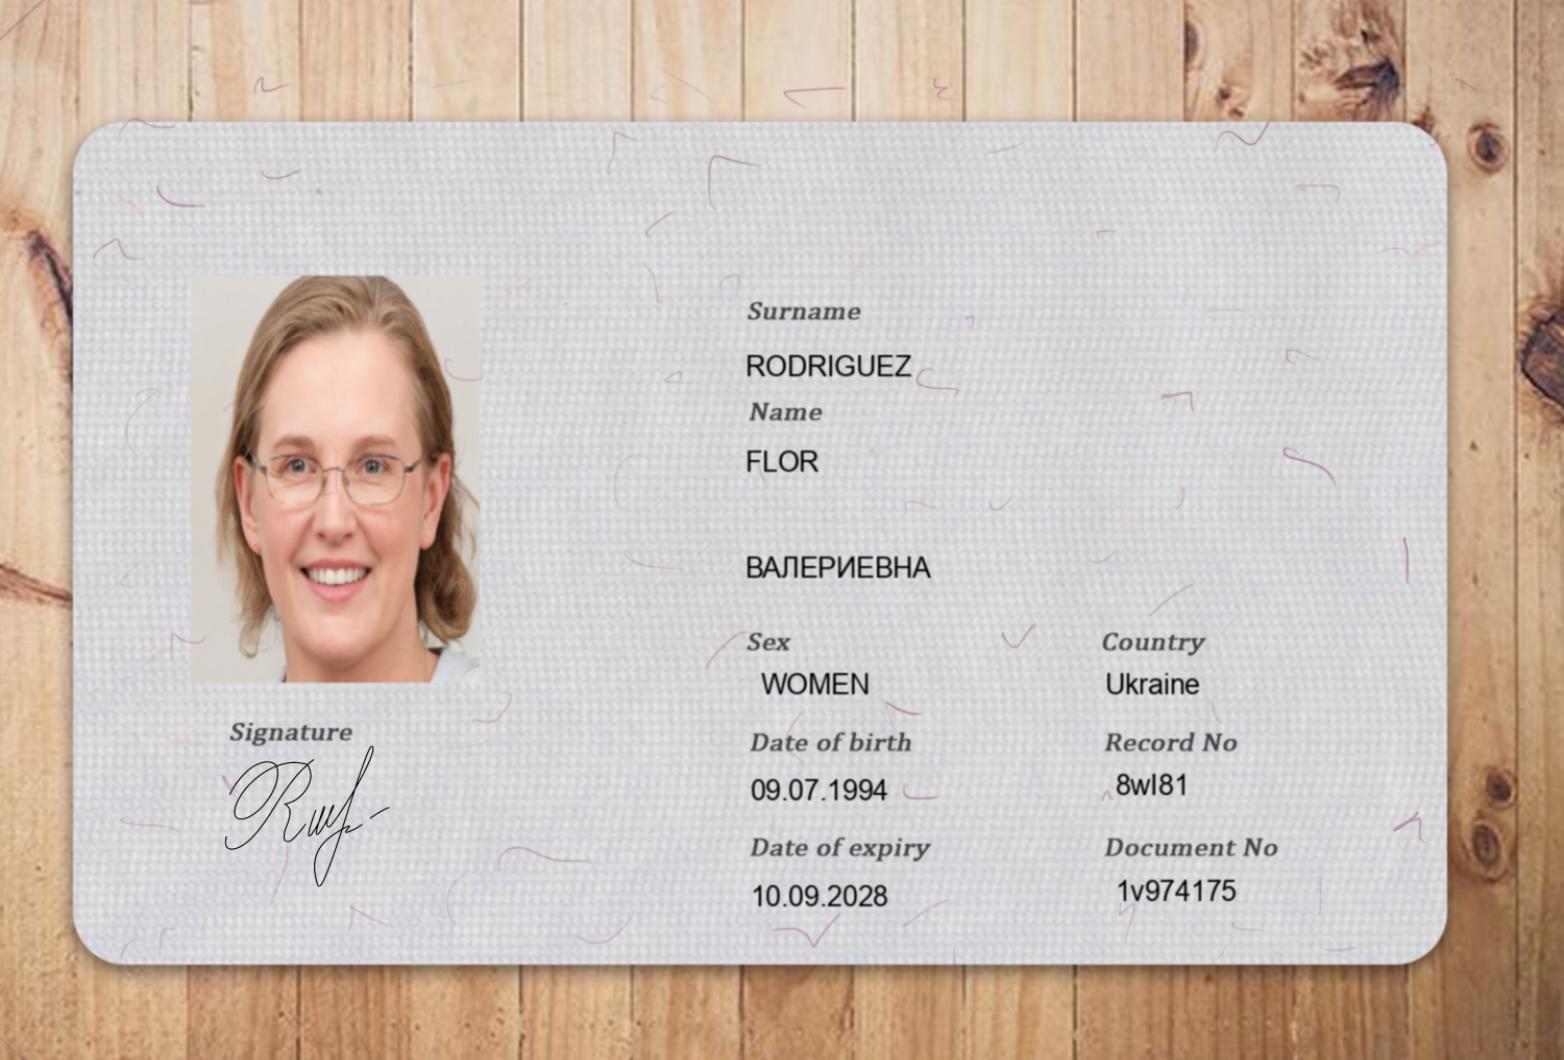 Surname
RODRIGUEZ
Name
FLOR
ВАЛЕРИЕВНА
Sex
WOMEN
Country
Ukraine
Date of birth
09.07.1994
Record No
8wl81
Date of expiry
10.09.2028
Document No
1v974175
Signature